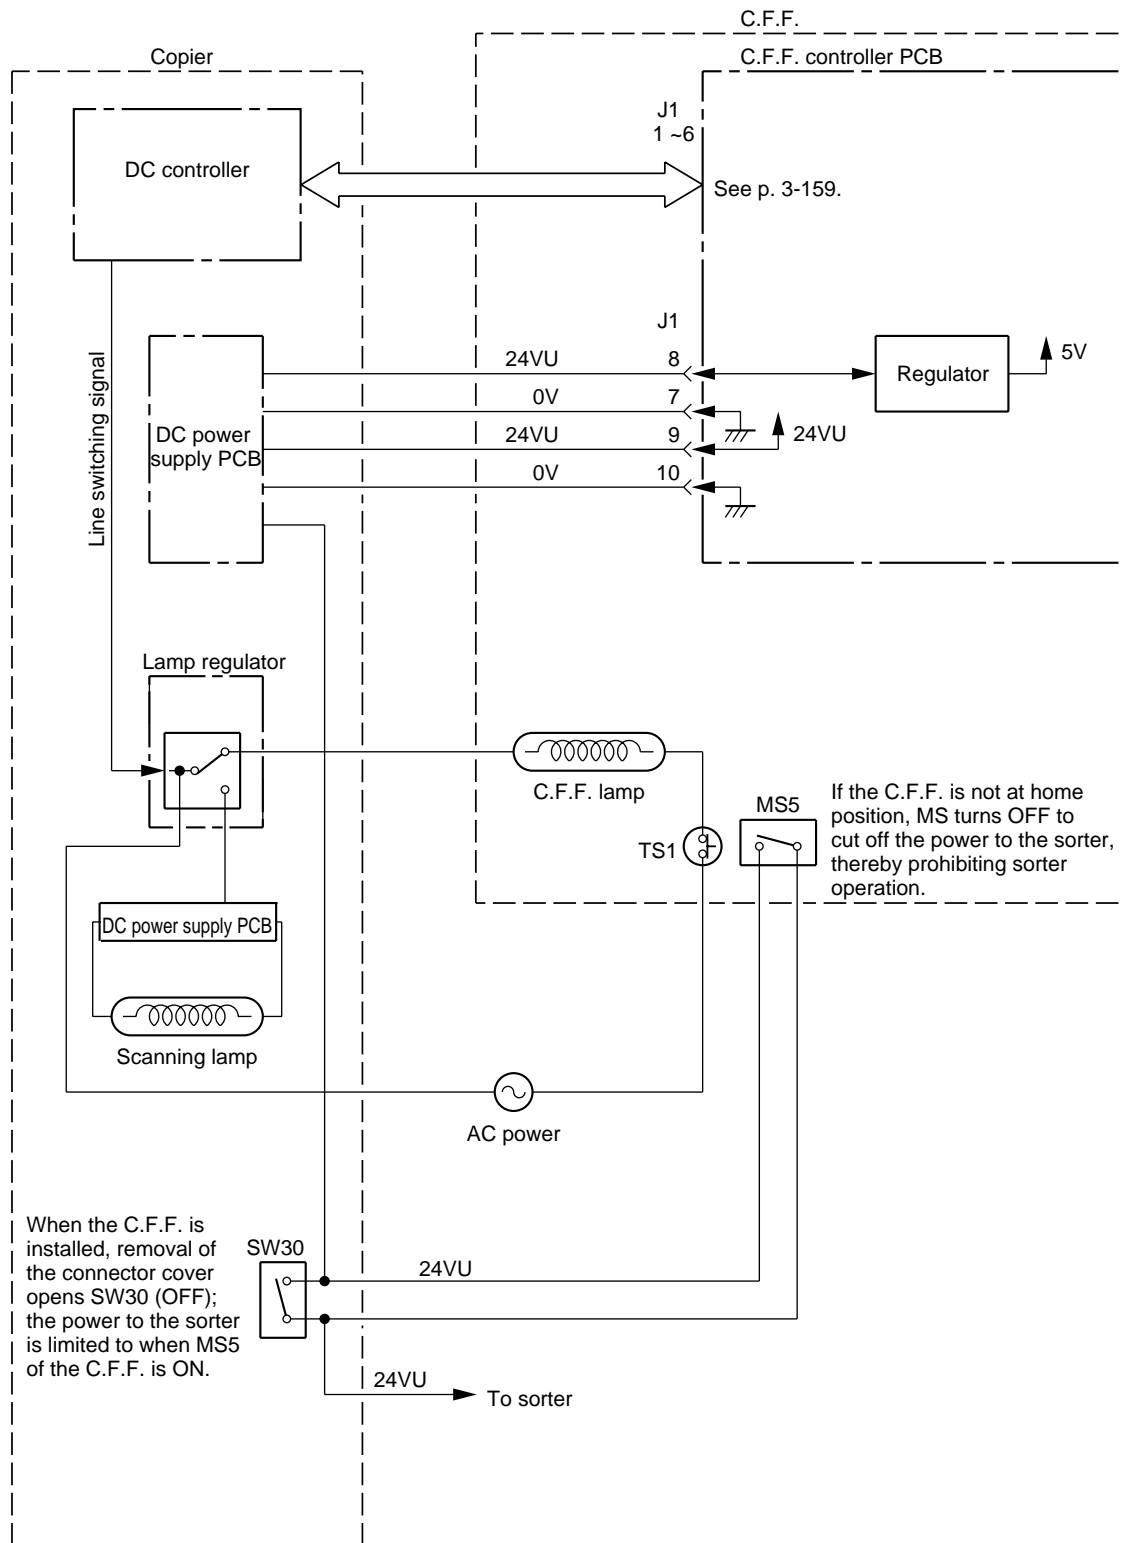 C.F.F.
Copier
C.F.F. controller PCB
J1
1 ~6
DC controller
See p. 3-159.
J1
Line switching signal
24VU
8
Regulator
5V
0V
7
DC power
supply PCB
24VU
9
24VU
0V
10
Lamp regulator
C.F.F. lamp
MS5
If the C.F.F. is not at home
position, MS turns OFF to
cut off the power to the sorter,
thereby prohibiting sorter
operation.
TS1
DC power supply PCB
Scanning lamp
AC power
When the C.F.F. is
installed, removal of
the connector cover
opens SW30 (OFF);
the power to the sorter
is limited to when MS5
of the C.F.F. is ON.
SW30
24VU
24VU
To sorter